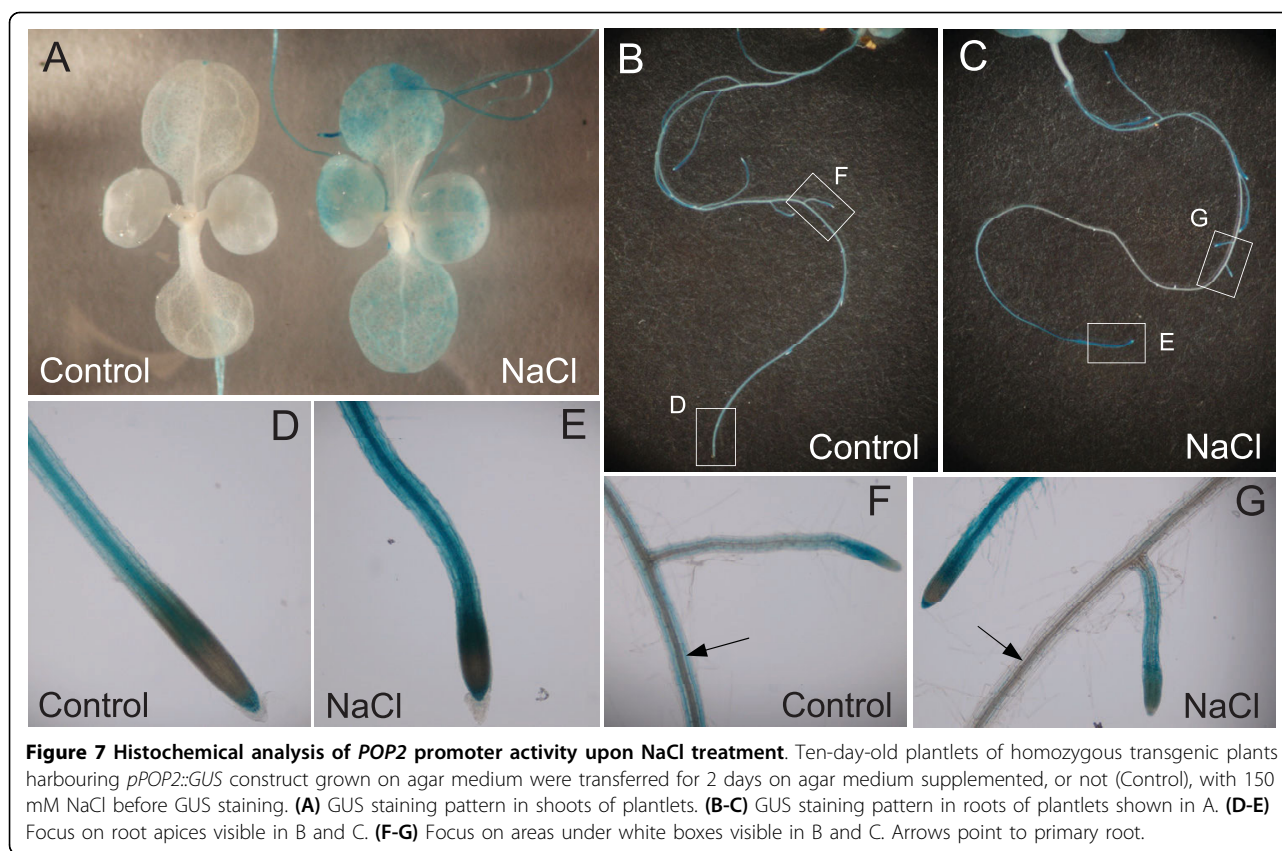 A
Control
NaCl
B
F
D
Control
C
G
E
NaCl
D
Control
E
NaCl
F
Control
G
NaCl
Figure 7 Histochemical analysis of POP2 promoter activity upon NaCl treatment. Ten-day-old plantlets of homozygous transgenic plants
harbouring pPOP2::GUS construct grown on agar medium were transferred for 2 days on agar medium supplemented, or not (Control), with 150
mM NaCl before GUS staining. (A) GUS staining pattern in shoots of plantlets. (B-C) GUS staining pattern in roots of plantlets shown in A. (D-E)
Focus on root apices visible in B and C. (F-G) Focus on areas under white boxes visible in B and C. Arrows point to primary root.